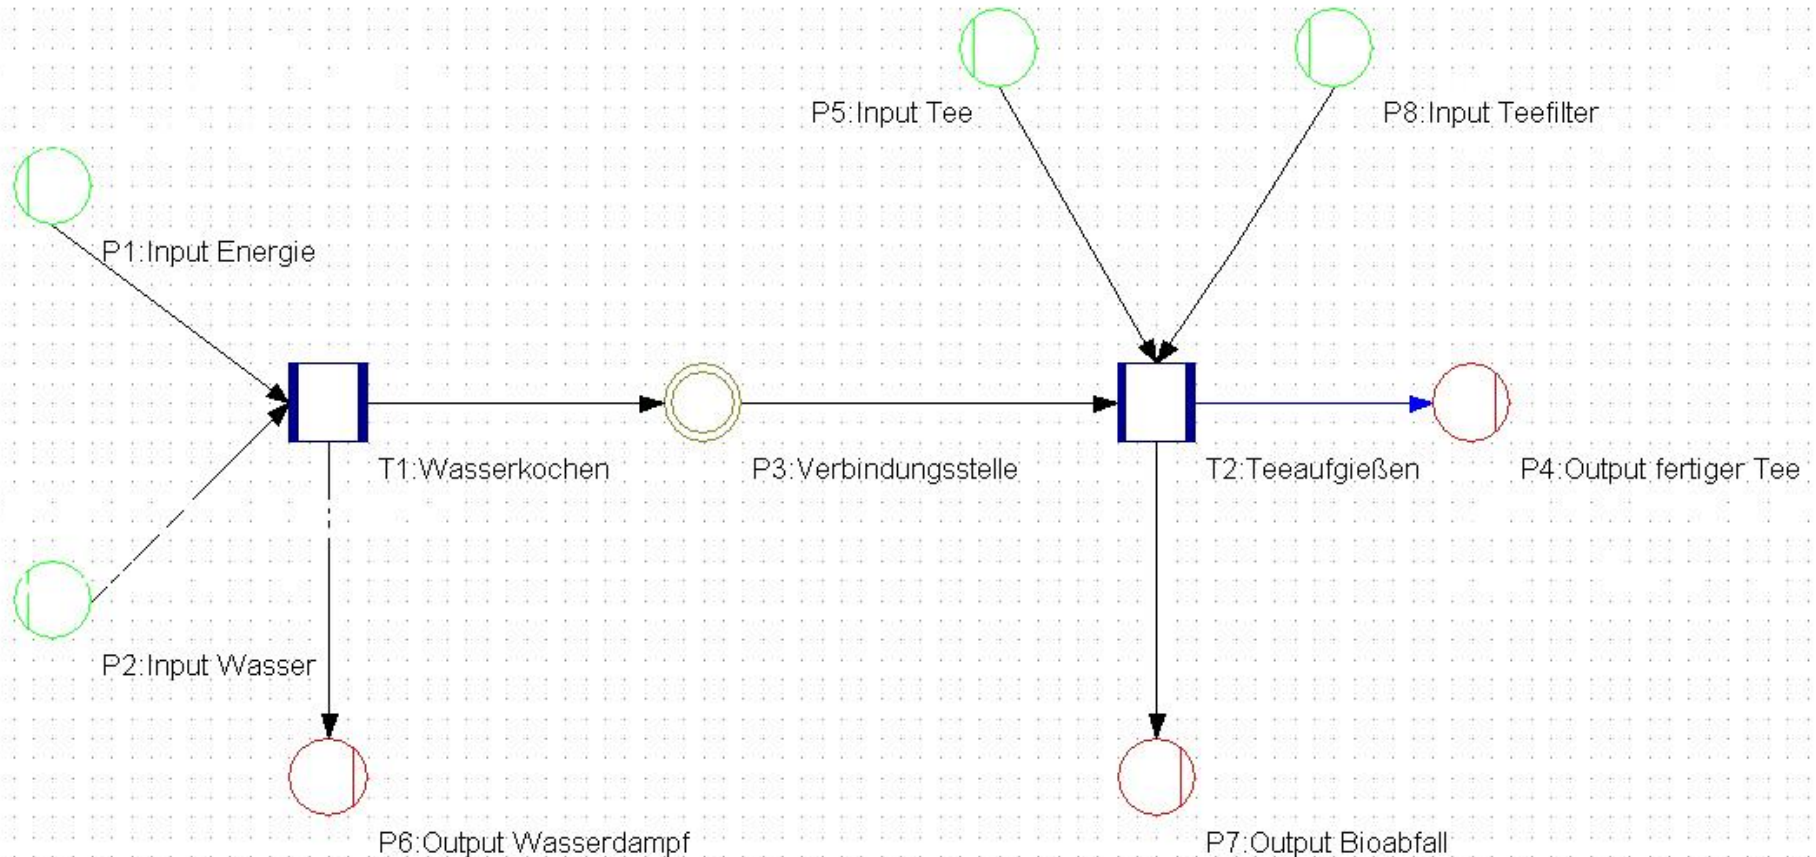 P5:Input Tee
P8:Input Teefilter
P1:Input Energie
T1:Wasserkochen
P3:Verbindungsstelle
T2:Teeaufgießen
P4:Output fertiger Tee
P2:Input Wasser
P6:Output Wasserdampf
P7:Output Bioabfall